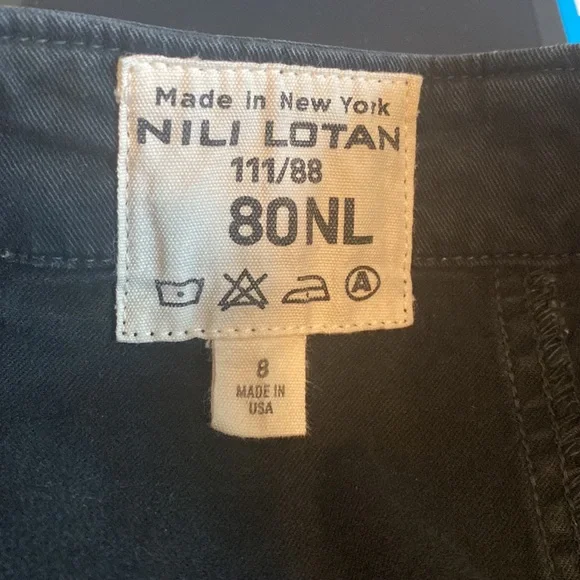 Made in New York
NILI LOTAN
111/88
80NL
A
8
MADE IN
USA